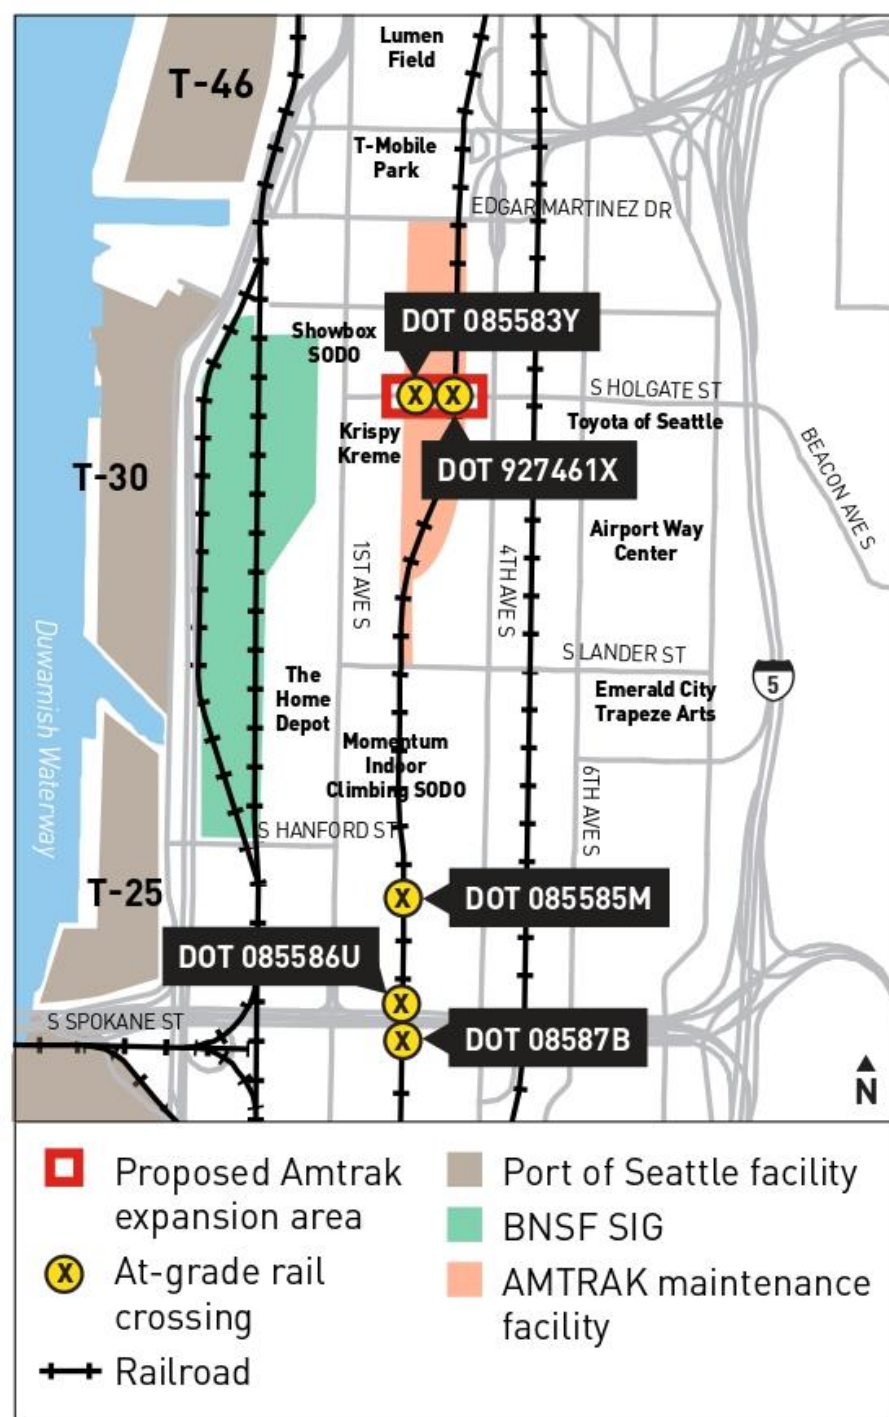 Lumen
Field
T-46
T-Mobile
Park
EDGAR MARTINEZ DR
DOT 085583Y
Showbox
SODO
S HOLGATE ST
Toyota of Seattle
Krispy
Kreme
BEACON AVE S
DOT 927461X
T-30
Airport Way
Center
1ST AVE S
4TH AVE S
Duwamish Waterway
S LANDER ST
The
Home
Depot
Emerald City
Trapeze Arts
5
Momentum
Indoor
Climbing SODO
6TH AVE S
S HANFORD ST
T-25
X DOT 085585M
DOT 085586U
S SPOKANE ST
DOT 08587B
N
Proposed Amtrak
expansion area
X At-grade rail
crossing
Railroad
Port of Seattle facility
BNSF SIG
AMTRAK maintenance
facility